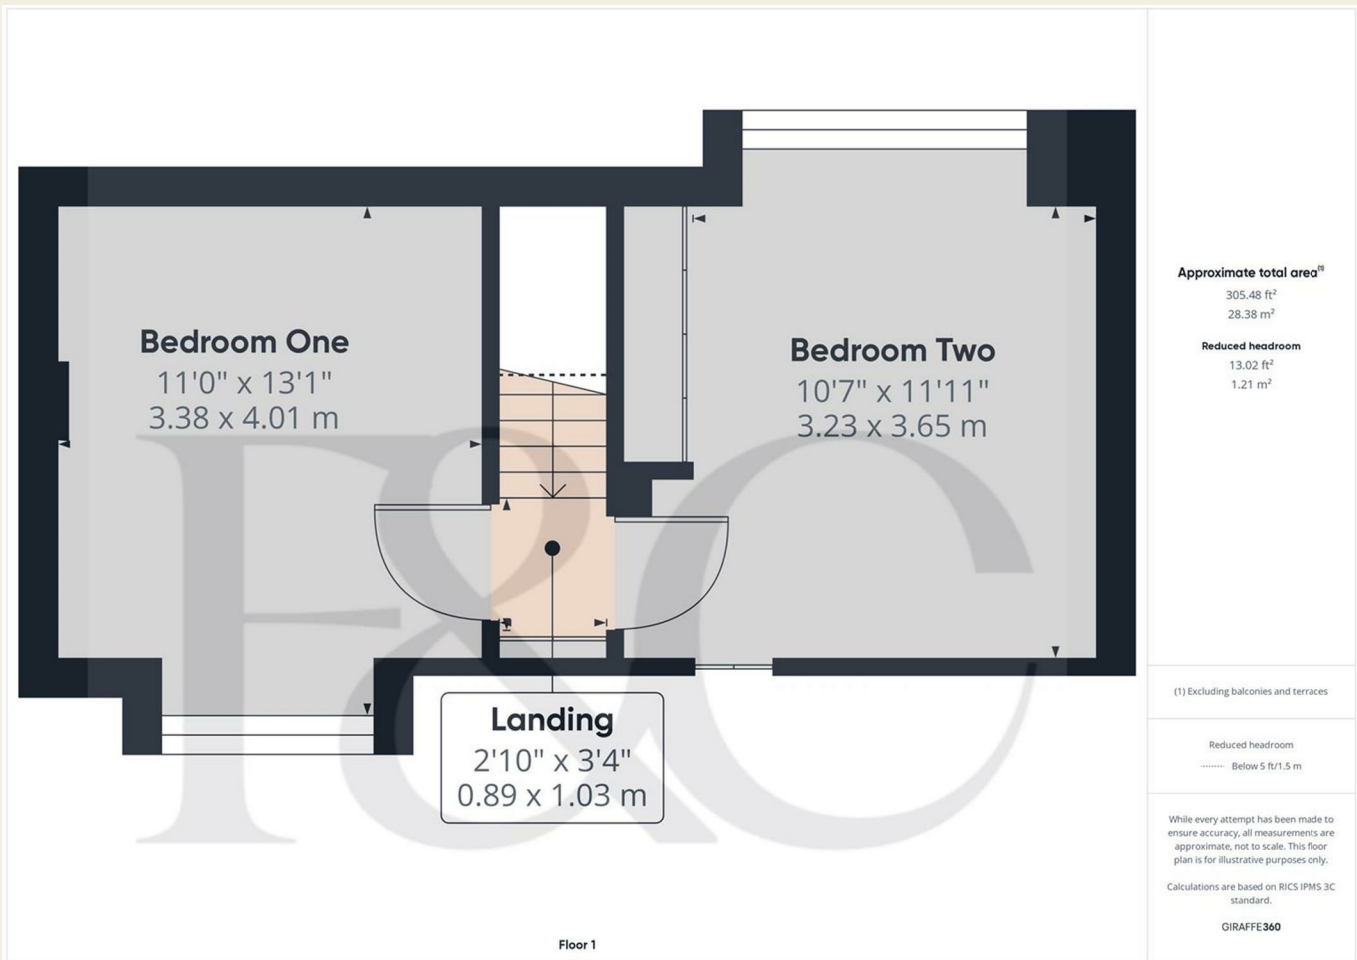 Bedroom One
11'0" x 13'1"
3.38 x 4.01 m
Bedroom Two
10'7" x 11'11"
3.23 x 3.65 m
Landing
2'10" x 3'4"
0.89 x 1.03 m
F&C
Floor 1
Approximate total area(1)
305.48 ft²
28.38 m²
Reduced headroom
13.02 ft²
1.21 m²
(1) Excluding balconies and terraces
Reduced headroom
Below 5 ft/1.5 m
While every attempt has been made to
ensure accuracy, all measurements are
approximate, not to scale. This floor
plan is for illustrative purposes only.
Calculations are based on RICS IPMS 3C
standard.
GIRAFFE360